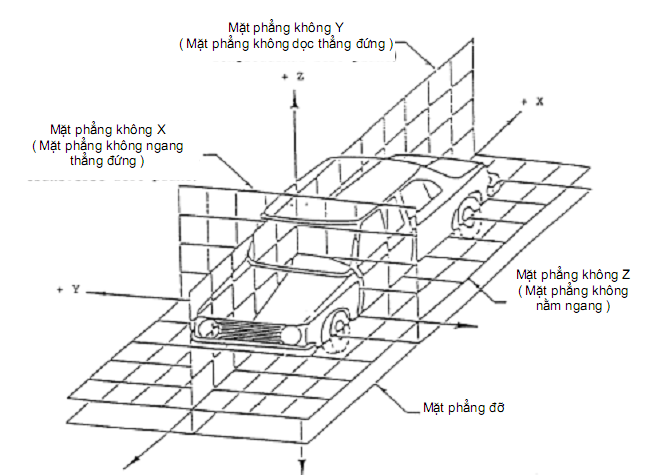 Mặt phẳng không Y
( Mặt phẳng không dọc thẳng đứng )
+ Z
+ X
Mặt phẳng không X
( Mặt phẳng không ngang
thẳng đứng )
Mặt phẳng không Z
( Mặt phẳng không
nằm ngang )
+ Y
Mặt phẳng đỡ